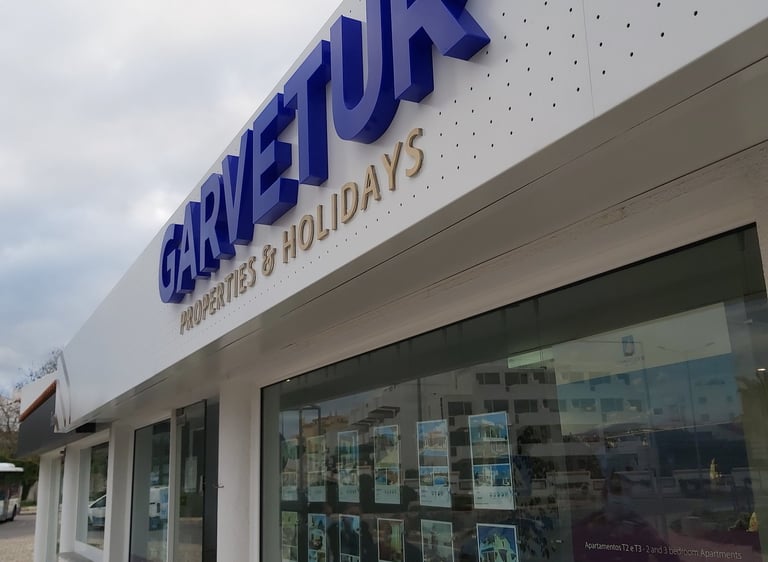 GARVETUR
PROPERTIES & HOLIDAYS
Apartamentos T2 e T3 - 2 and 3 bedroom Apartments